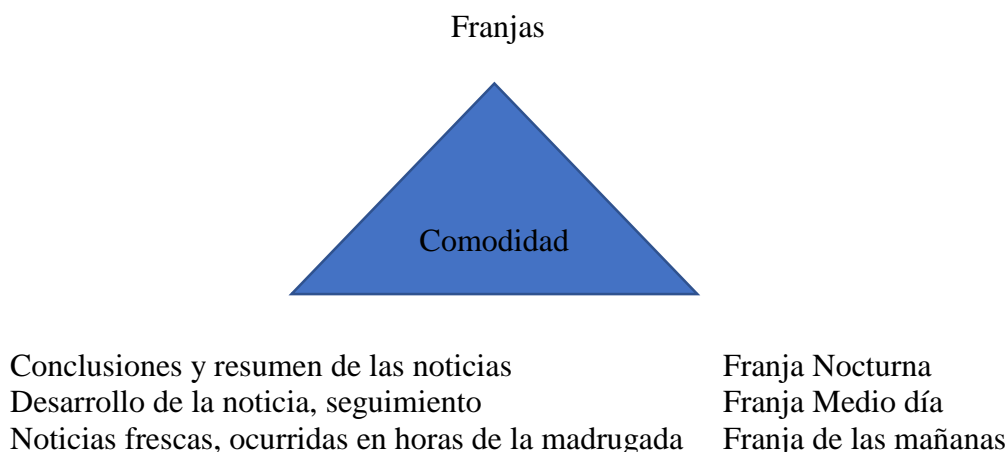 Franjas
Comodidad
Conclusiones y resumen de las noticias Franja Nocturna
Desarrollo de la noticia, seguimiento Franja Medio día
Noticias frescas, ocurridas en horas de la madrugada Franja de las mañanas